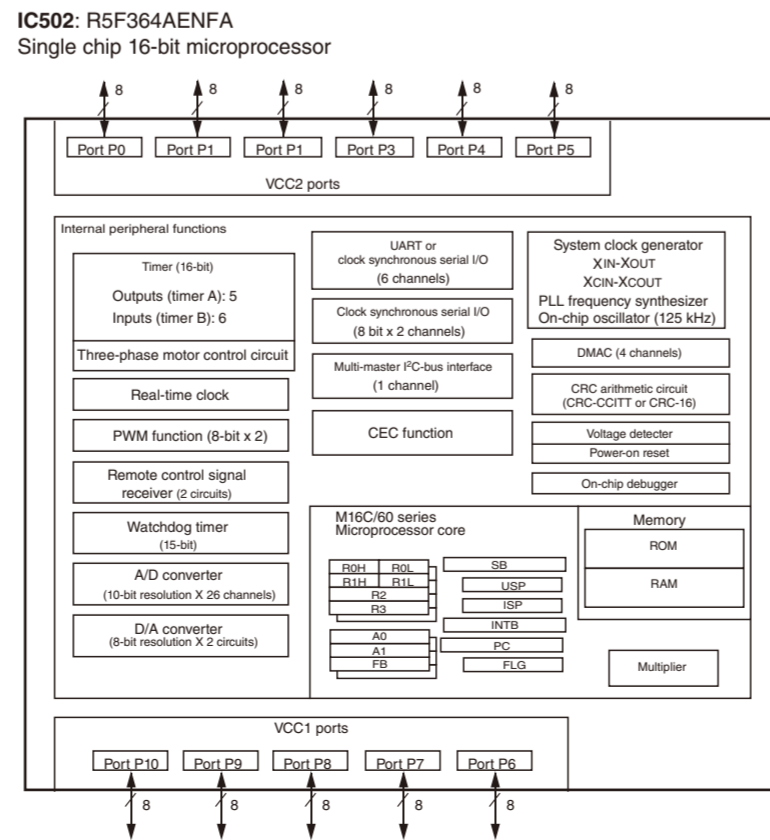 IC502: R5F364AENFA
Single chip 16-bit microprocessor
8 8 8 8 8 8
Port P0 Port P1 Port P1 Port P3 Port P4 Port P5
VCC2 ports
Internal peripheral functions
Timer (16-bit)
Outputs (timer A): 5
Inputs (timer B): 6
Three-phase motor control circuit
Real-time clock
PWM function (8-bit x 2)
Remote control signal
receiver (2 circuits)
Watchdog timer
(15-bit)
A/D converter
(10-bit resolution X 26 channels)
D/A converter
(8-bit resolution X 2 circuits)
UART or
clock synchronous serial I/O
(6 channels)
Clock synchronous serial I/O
(8 bit x 2 channels)
Multi-master I²C-bus interface
(1 channel)
CEC function
System clock generator
XIN-XOUT
XCIN-XCOUT
PLL frequency synthesizer
On-chip oscillator (125 kHz)
DMAC (4 channels)
CRC arithmetic circuit
(CRC-CCITT or CRC-16)
Voltage detecter
Power-on reset
On-chip debugger
M16C/60 series
Microprocessor core
R0H R0L
R1H R1L
R2
R3
A0
A1
FB
SB
USP
ISP
INTB
PC
FLG
Memory
ROM
RAM
Multiplier
VCC1 ports
Port P10 Port P9 Port P8 Port P7 Port P6
8 8 8 8 8